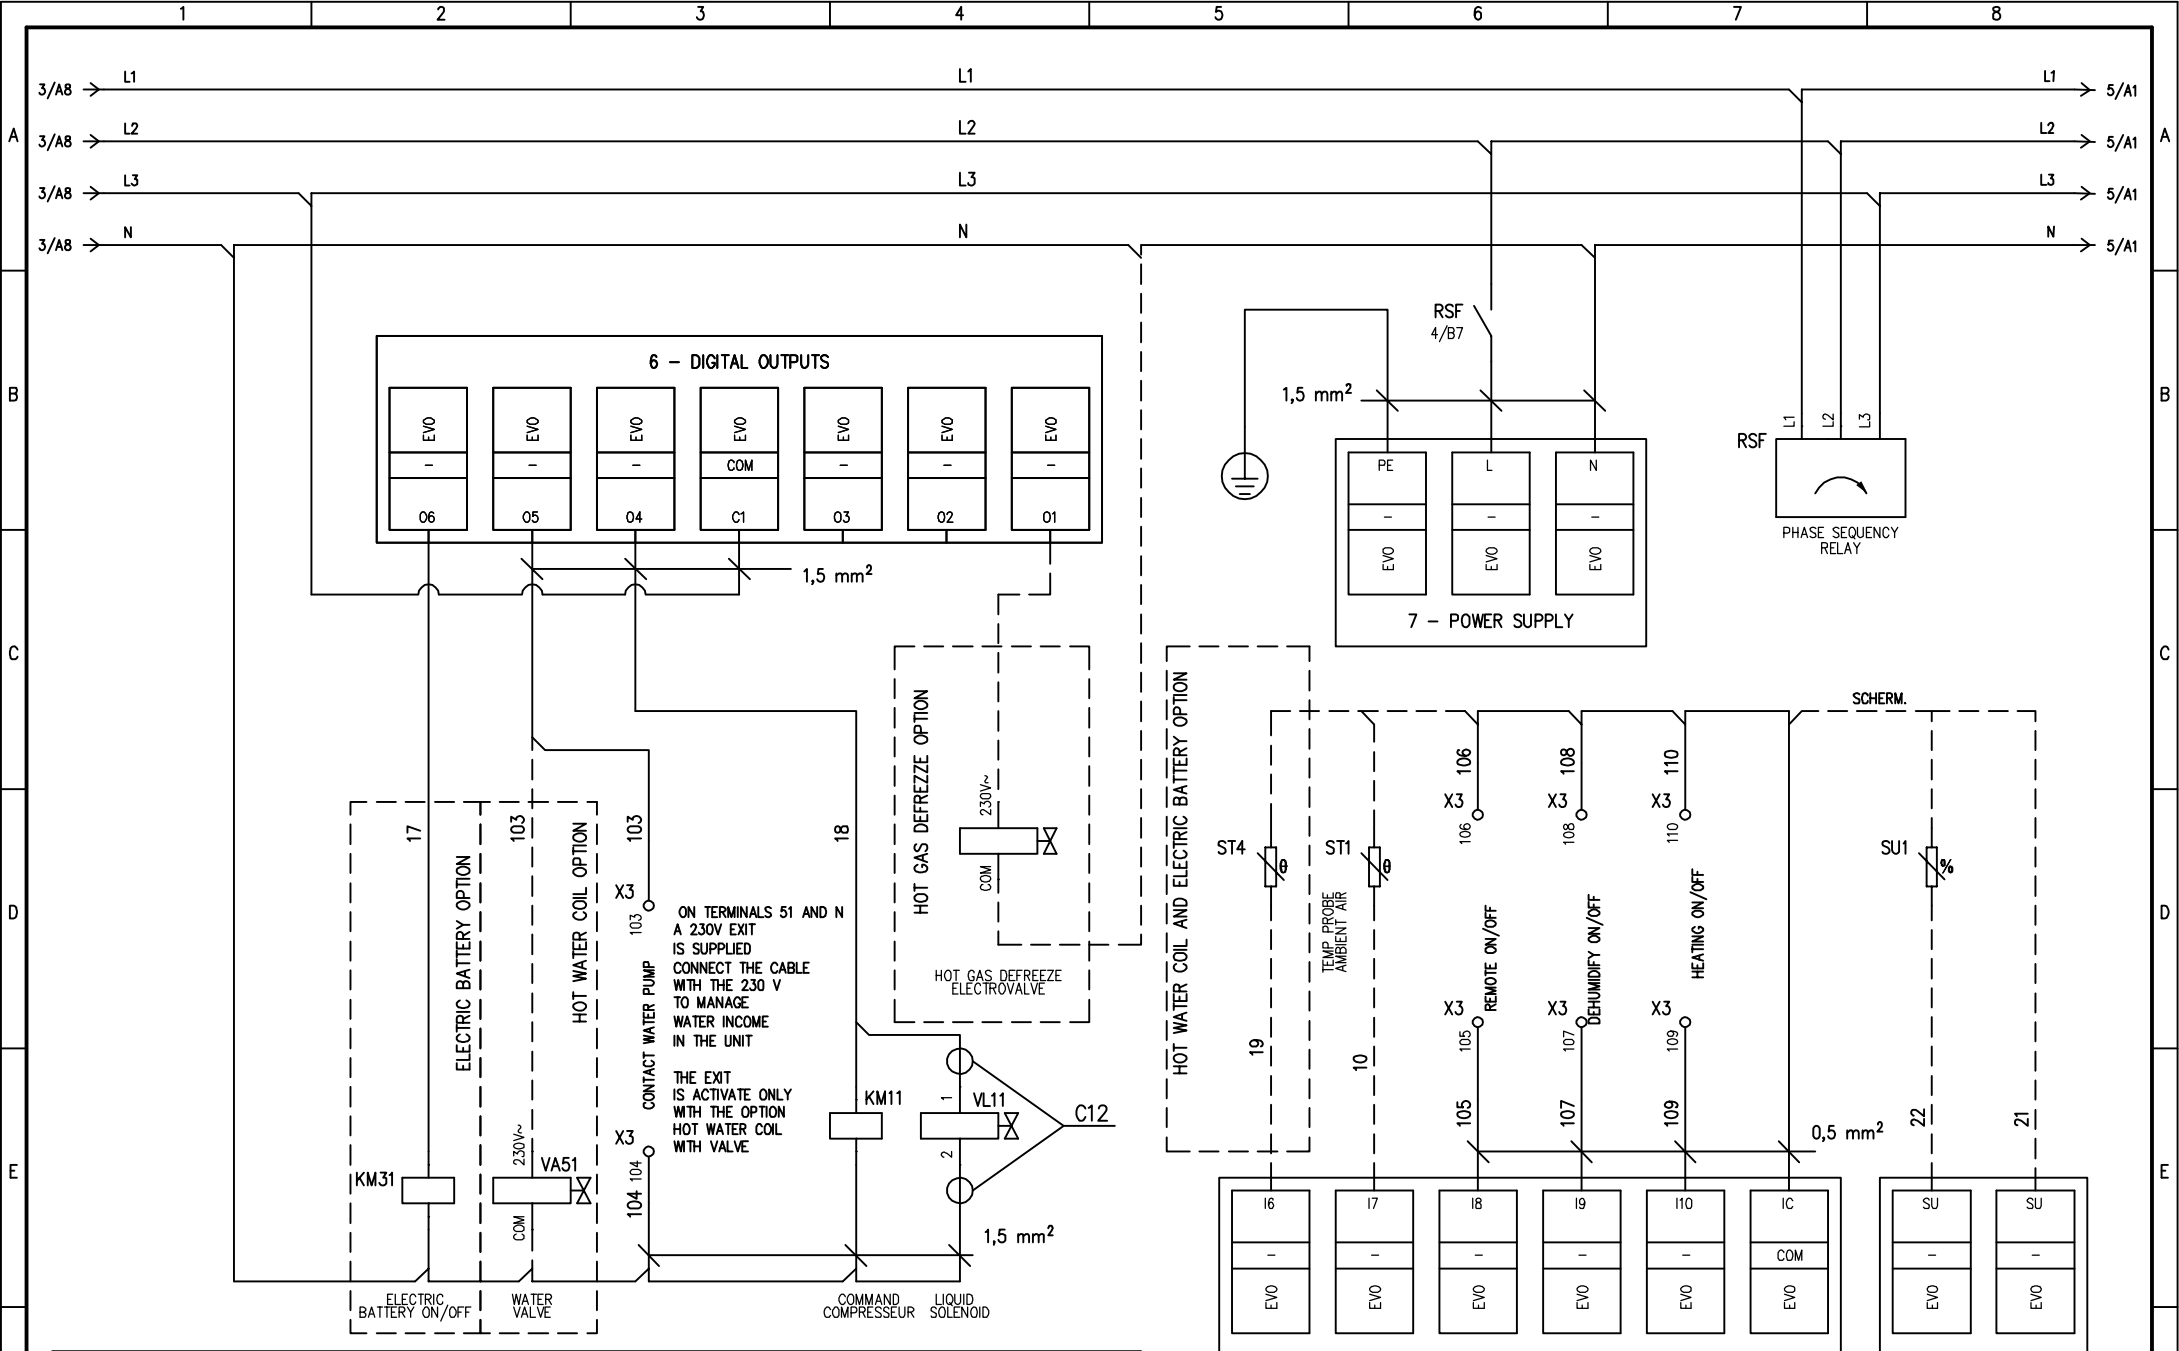 1 2 3 4 5 6 7 8
3/A8 L1 L1 L1 5/A1
A A
3/A8 L2 L2 L2 5/A1
3/A8 L3 L3 L3 5/A1
3/A8 N N N 5/A1
B B
6 - DIGITAL OUTPUTS
EVO EVO EVO EVO EVO EVO EVO
- - - COM - - -
O6 O5 O4 C1 O3 O2 O1
1,5 mm²
RSF
4/B7
1,5 mm²
PE L N
- - -
EVO EVO EVO
7 - POWER SUPPLY
L1 L2 L3
RSF
PHASE SEQUENCY
RELAY
C C
SCHERM.
HOT GAS DEFREZZE OPTION
230V~
COM
HOT GAS DEFREEZE
ELECTROVALVE
HOT WATER COIL AND ELECTRIC BATTERY OPTION
ST4
19
ST1
TEMP PROBE
AMBIENT AIR
10
106 108 110
X3 X3 X3
106 108 110
REMOTE ON/OFF
DEHUMIDIFY ON/OFF
HEATING ON/OFF
X3 X3 X3
105 107 109
105 107 109
0,5 mm²
SU1
%
22 21
D D
17
ELECTRIC BATTERY OPTION
103
HOT WATER COIL OPTION
103
X3
103
CONTACT WATER PUMP
ON TERMINALS 51 AND N
A 230V EXIT
IS SUPPLIED
CONNECT THE CABLE
WITH THE 230 V
TO MANAGE
WATER INCOME
IN THE UNIT
THE EXIT
IS ACTIVATE ONLY
WITH THE OPTION
HOT WATER COIL
WITH VALVE
X3
104
104
18
KM11
1
VL11
2
C12
1,5 mm²
E E
KM31
230V~
VA51
COM
I6 I7 I8 I9 I10 IC SU SU
- - - - - COM - -
EVO EVO EVO EVO EVO EVO EVO EVO
ELECTRIC
BATTERY ON/OFF
WATER
VALVE
COMMAND
COMPRESSEUR
LIQUID
SOLENOID
θ θ